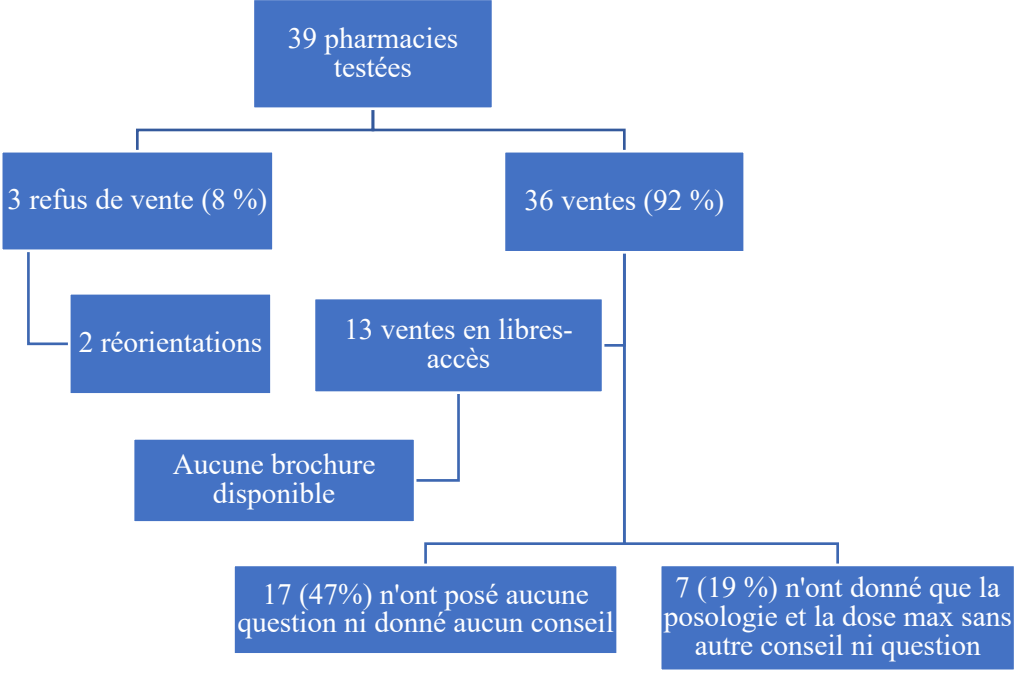 39 pharmacies
testées
3 refus de vente (8 %)
36 ventes (92 %)
2 réorientations
13 ventes en libres-
accès
Aucune brochure
disponible
17 (47%) n'ont posé aucune
question ni donné aucun conseil
7 (19 %) n'ont donné que la
posologie et la dose max sans
autre conseil ni question